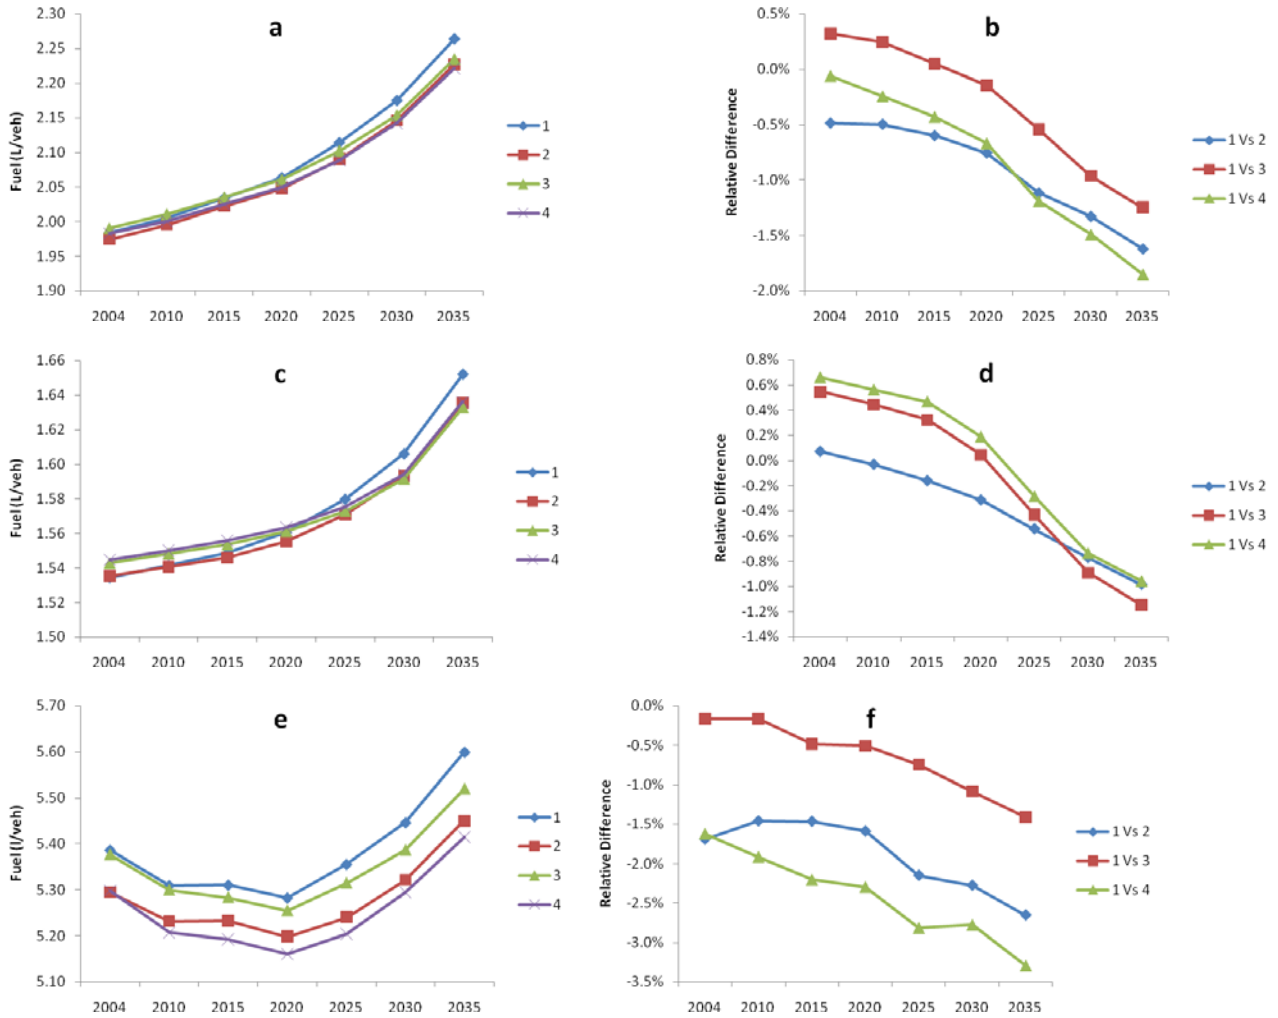 a
Fuel (L/veh)
2.30
2.25
2.20
2.15
2.10
2.05
2.00
1.95
1.90
2004 2010 2015 2020 2025 2030 2035
1
2
3
4
b
Relative Difference
0.5%
0.0%
-0.5%
-1.0%
-1.5%
-2.0%
2004 2010 2015 2020 2025 2030 2035
1 Vs 2
1 Vs 3
1 Vs 4
c
Fuel (L/veh)
1.66
1.64
1.62
1.60
1.58
1.56
1.54
1.52
1.50
2004 2010 2015 2020 2025 2030 2035
1
2
3
4
d
Relative Difference
0.8%
0.6%
0.4%
0.2%
0.0%
-0.2%
-0.4%
-0.6%
-0.8%
-1.0%
-1.2%
-1.4%
2004 2010 2015 2020 2025 2030 2035
1 Vs 2
1 Vs 3
1 Vs 4
e
Fuel (l/veh)
5.70
5.60
5.50
5.40
5.30
5.20
5.10
2004 2010 2015 2020 2025 2030 2035
1
2
3
4
f
Relative Difference
0.0%
-0.5%
-1.0%
-1.5%
-2.0%
-2.5%
-3.0%
-3.5%
2004 2010 2015 2020 2025 2030 2035
1 Vs 2
1 Vs 3
1 Vs 4